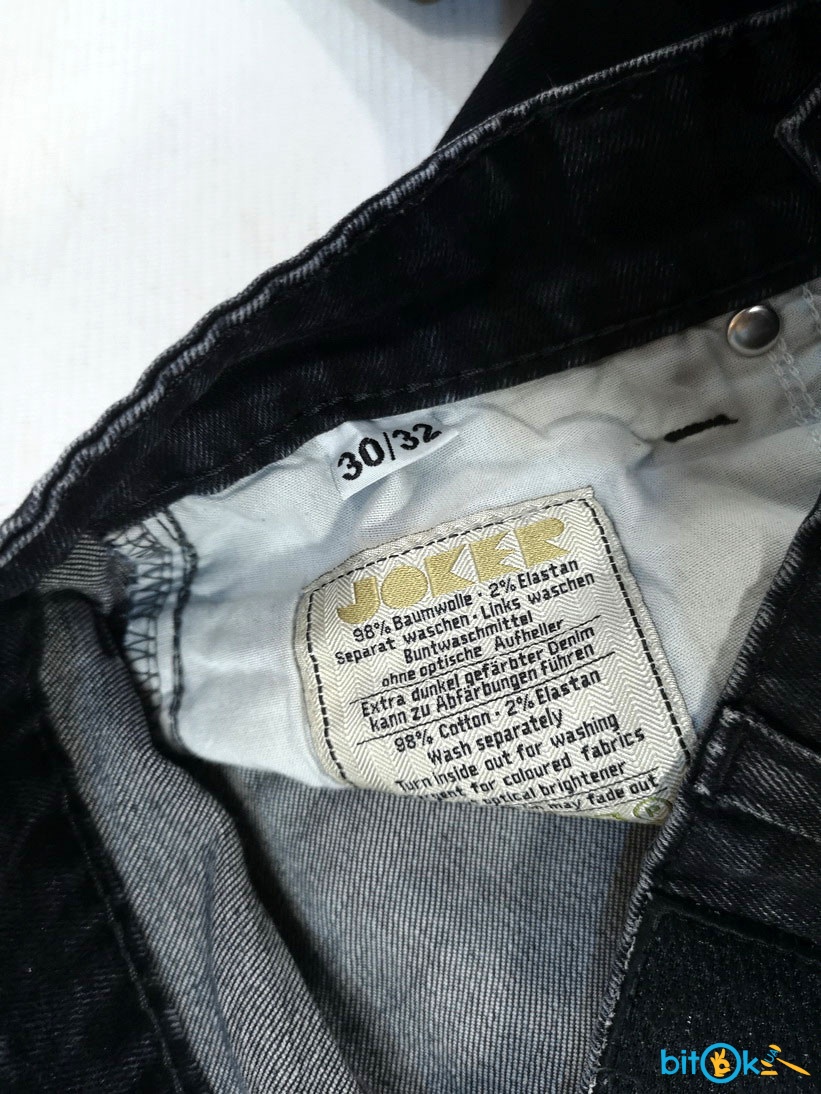 30/32
JOKER
98% Baumwolle · 2% Elastan
Separat waschen · Links waschen
Buntwaschmittel
ohne optische Aufheller
Extra dunkel gefärbter Denim
kann zu Abfärbungen führen
98% Cotton · 2% Elastan
Wash separately
Turn inside out for washing
for coloured fabrics
brightener
may fade out
bitOk